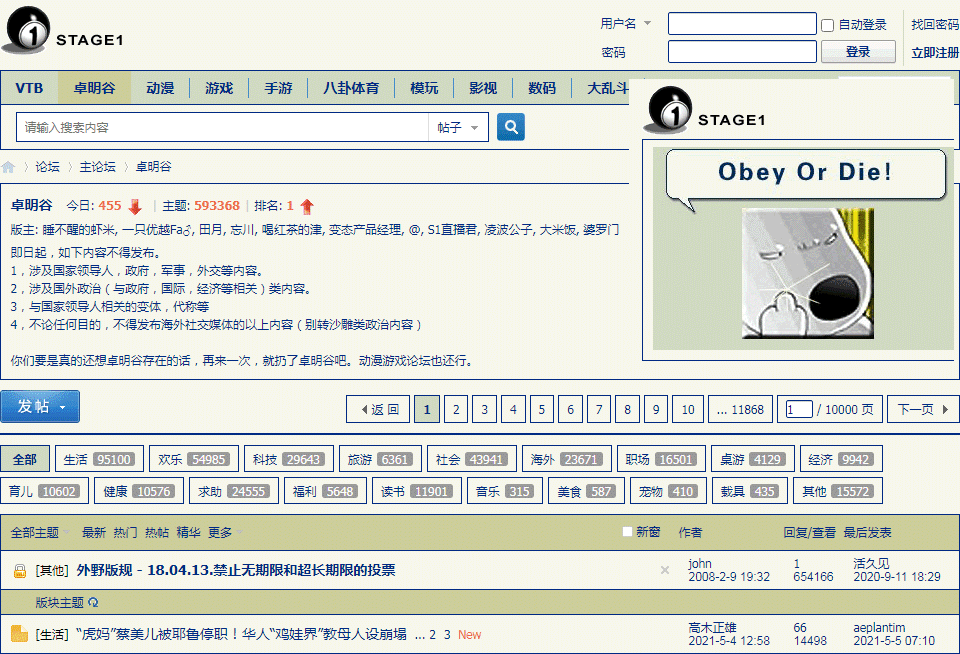 STAGE1
用户名
自动登录
找回密码
密码
登录
立即注册
VTB 卓明谷 动漫 游戏 手游 八卦体育 模玩 影视 数码 大乱斗
请输入搜索内容
帖子
论坛 主论坛 卓明谷
STAGE1
Obey Or Die!
卓明谷 今日: 455 | 主题: 593368 | 排名: 1
版主: 睡不醒的虾米, 一只优越Fa♂, 田月, 忘川, 喝红茶的津, 变态产品经理, @, S1直播君, 凌波公子, 大米饭, 婆罗门
即日起，如下内容不得发布。
1，涉及国家领导人，政府，军事，外交等内容。
2，涉及国外政治（与政府，国际，经济等相关）类内容。
3，与国家领导人相关的变体，代称等
4，不论任何目的，不得发布海外社交媒体的以上内容（别转沙雕类政治内容）
你们要是真的还想卓明谷存在的话，再来一次，就扔了卓明谷吧。动漫游戏论坛也还行。
发帖
返回 1 2 3 4 5 6 7 8 9 10 ... 11868 1 / 10000 页 下一页
全部 生活 95100 欢乐 54985 科技 29643 旅游 6361 社会 43941 海外 23671 职场 16501 桌游 4129 经济 9942
育儿 10602 健康 10576 求助 24555 福利 5648 读书 11901 音乐 315 美食 587 宠物 410 载具 435 其他 15572
全部主题 最新 热门 热帖 精华 更多 新窗 作者 回复/查看 最后发表
[其他] 外野版规 - 18.04.13.禁止无期限和超长期限的投票 john 1 活久见
2008-2-9 19:32 654166 2020-9-11 18:29
版块主题
[生活] “虎妈”蔡美儿被耶鲁停职！华人“鸡娃界”教母人设崩塌 ... 2 3 New 高木正雄 66 aeplantim
2021-5-4 12:58 14498 2021-5-5 07:10